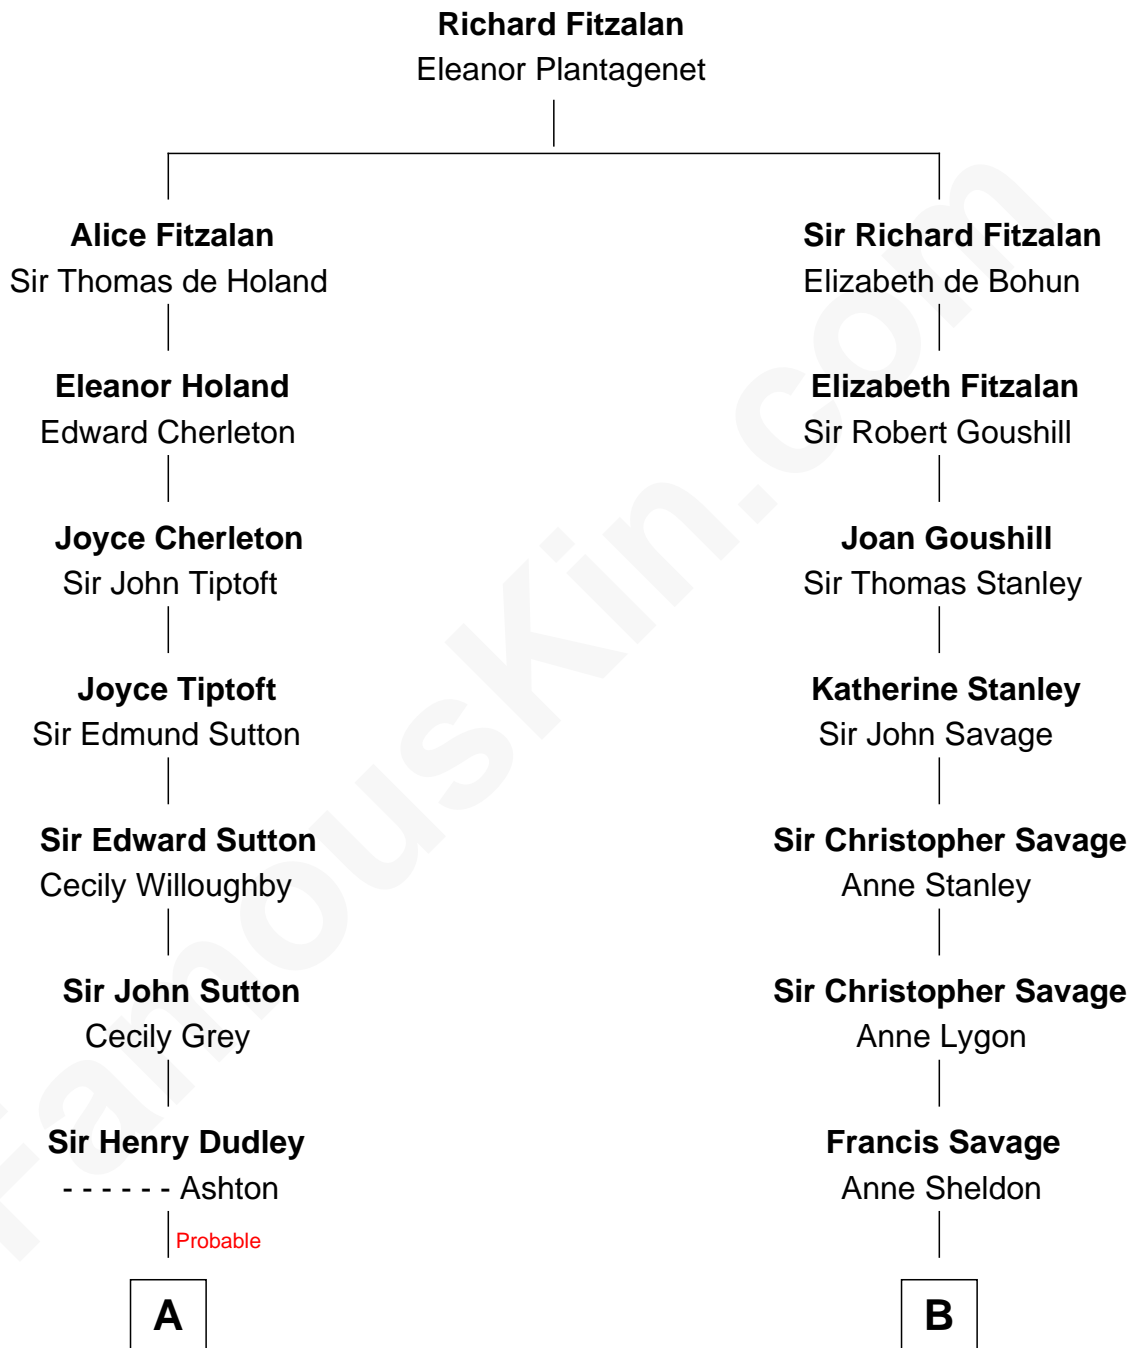 Richard Fitzalan
Eleanor Plantagenet
Alice Fitzalan
Sir Thomas de Holand
Sir Richard Fitzalan
Elizabeth de Bohun
Eleanor Holand
Edward Cherleton
Elizabeth Fitzalan
Sir Robert Goushill
Joyce Cherleton
Sir John Tiptoft
Joan Goushill
Sir Thomas Stanley
Joyce Tiptoft
Sir Edmund Sutton
Katherine Stanley
Sir John Savage
Sir Edward Sutton
Cecily Willoughby
Sir Christopher Savage
Anne Stanley
Sir John Sutton
Cecily Grey
Sir Christopher Savage
Anne Lygon
Sir Henry Dudley
- - - - - - Ashton
Francis Savage
Anne Sheldon
Probable
A
B
FamousKin.com